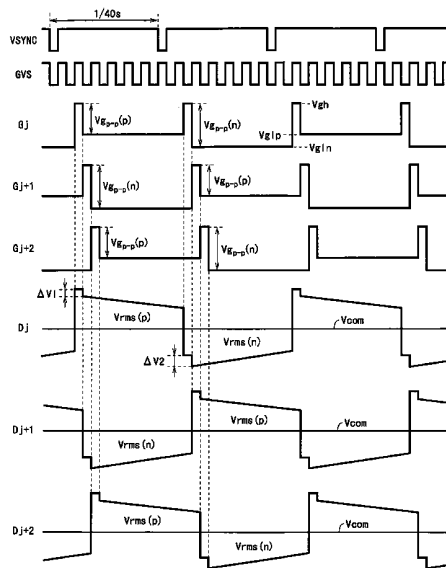 1/40s
VSYNC
GVS
Gj
Vgp-p(p)
Vgp-p(n)
Vgh
Vglp
Vgln
Gj+1
Vgp-p(n)
Vgp-p(p)
Gj+2
Vgp-p(p)
Vgp-p(n)
ΔV1
Dj
Vrms(p)
ΔV2
Vrms(n)
Vcom
Dj+1
Vrms(n)
Vrms(p)
Vcom
Dj+2
Vrms(p)
Vrms(n)
Vcom